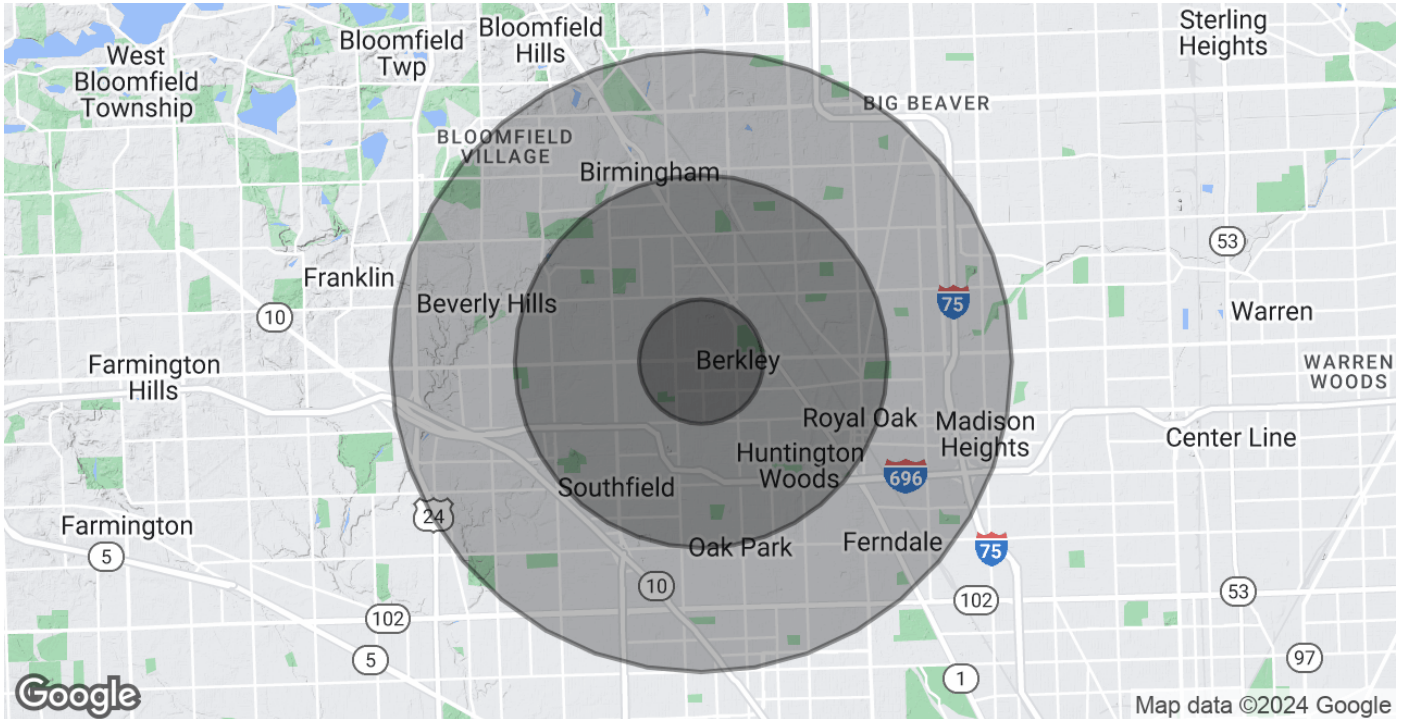 Bloomfield
Hills
Sterling
Heights
West
Bloomfield
Township
Bloomfield
Twp
BIG BEAVER
BLOOMFIELD
VILLAGE
Birmingham
53
Franklin
Beverly Hills
75
10
Warren
Berkley
Farmington
Hills
WARREN
WOODS
Royal Oak
Madison
Heights
Center Line
Huntington
Woods
696
Southfield
24
Farmington
5
Oak Park
Ferndale
75
10
53
102
102
5
97
1
Google
Map data ©2024 Google